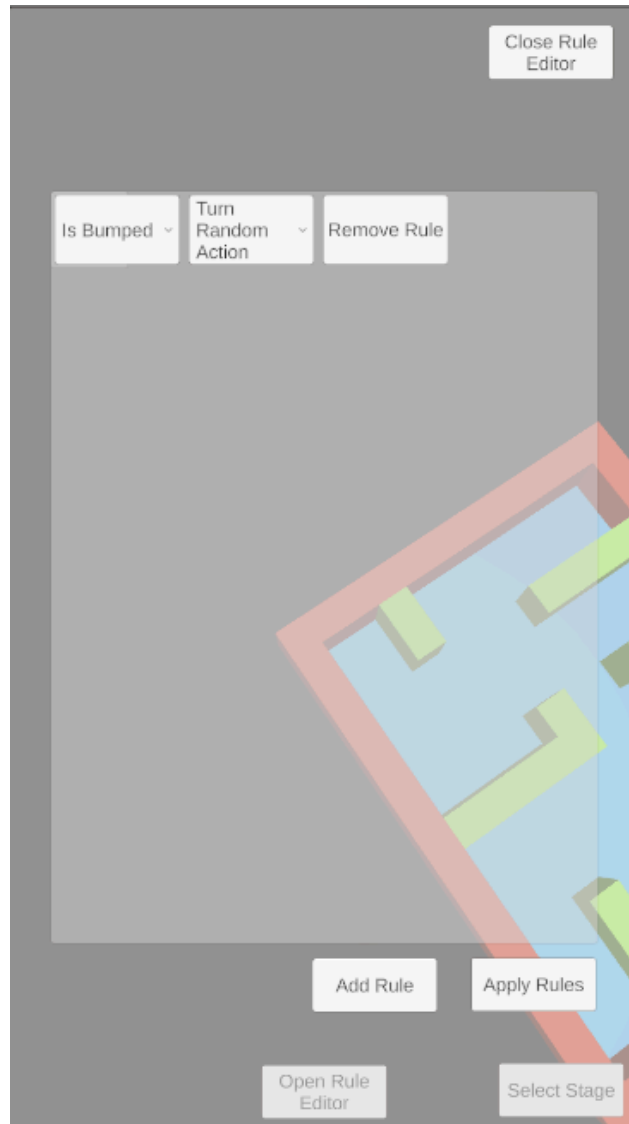 Close Rule
Editor
Is Bumped
Turn
Random
Action
Remove Rule
Add Rule
Apply Rules
Open Rule
Editor
Select Stage